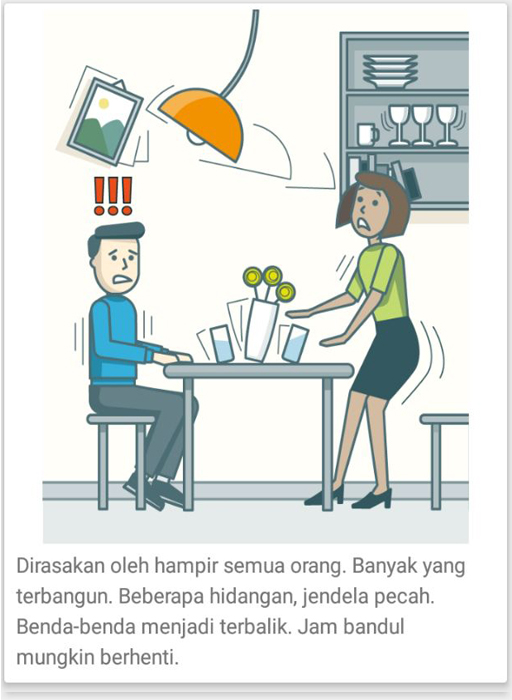 !!!
Dirasakan oleh hampir semua orang. Banyak yang
terbangun. Beberapa hidangan, jendela pecah.
Benda-benda menjadi terbalik. Jam bandul
mungkin berhenti.